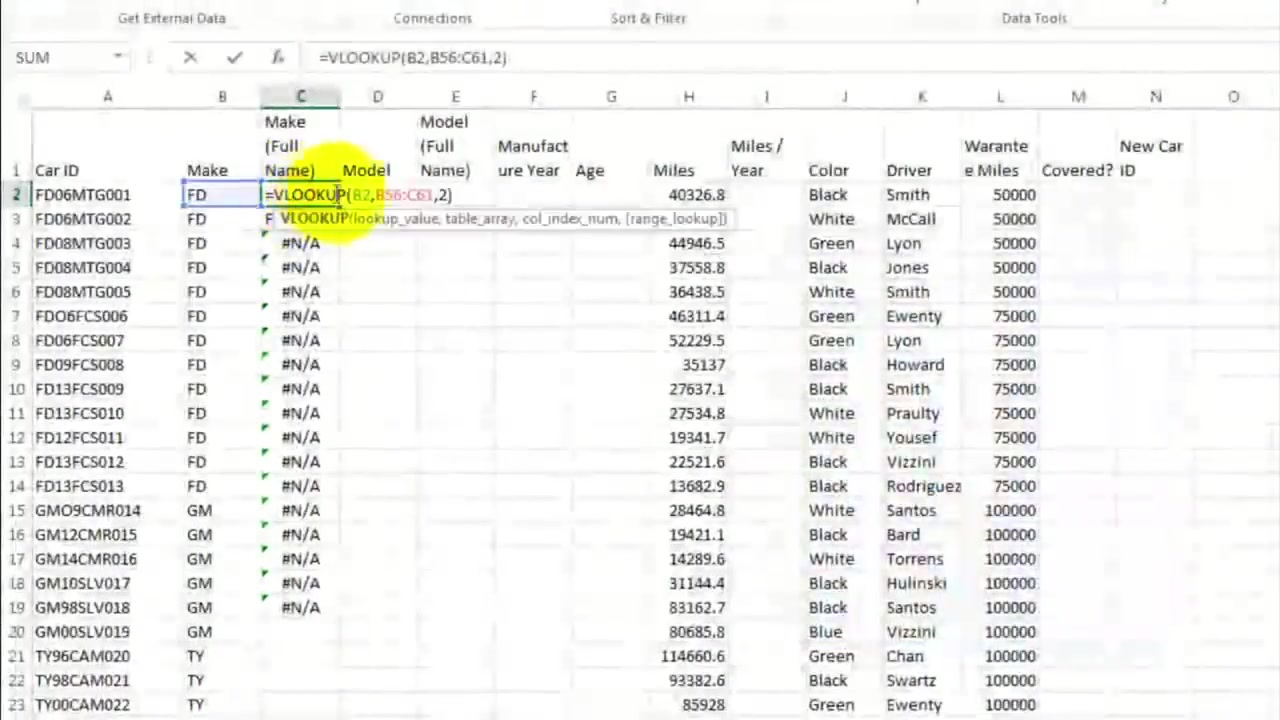 Get External Data Connections Sort & Filter Data Tools
SUM =VLOOKUP(B2,B56:C61,2)
A B C D E F G H I J K L M N O
Make Model
(Full (Full Manufact Miles / Warante New Car
1 Car ID Make Name) Model Name) ure Year Age Miles Year Color Driver e Miles Covered? ID
2 FD06MTG001 FD =VLOOKUP(B2,B56:C61,2) 40326.8 Black Smith 50000
3 FD06MTG002 FD F VLOOKUP(lookup_value, table_array, col_index_num, [range_lookup]) White McCall 50000
4 FD08MTG003 FD #N/A 44946.5 Green Lyon 50000
5 FD08MTG004 FD #N/A 37558.8 Black Jones 50000
6 FD08MTG005 FD #N/A 36438.5 White Smith 50000
7 FDO6FCS006 FD #N/A 46311.4 Green Ewenty 75000
8 FD06FCS007 FD #N/A 52229.5 Green Lyon 75000
9 FD09FCS008 FD #N/A 35137 Black Howard 75000
10 FD13FCS009 FD #N/A 27637.1 Black Smith 75000
11 FD13FCS010 FD #N/A 27534.8 White Praulty 75000
12 FD12FCS011 FD #N/A 19341.7 White Yousef 75000
13 FD13FCS012 FD #N/A 22521.6 Black Vizzini 75000
14 FD13FCS013 FD #N/A 13682.9 Black Rodriguez 75000
15 GMO9CMR014 GM #N/A 28464.8 White Santos 100000
16 GM12CMR015 GM #N/A 19421.1 Black Bard 100000
17 GM14CMR016 GM #N/A 14289.6 White Torrens 100000
18 GM10SLV017 GM #N/A 31144.4 Black Hulinski 100000
19 GM98SLV018 GM #N/A 83162.7 Black Santos 100000
20 GM00SLV019 GM 80685.8 Blue Vizzini 100000
21 TY96CAM020 TY 114660.6 Green Chan 100000
22 TY98CAM021 TY 93382.6 Black Swartz 100000
23 TY00CAM022 TY 85928 Green Ewenty 100000